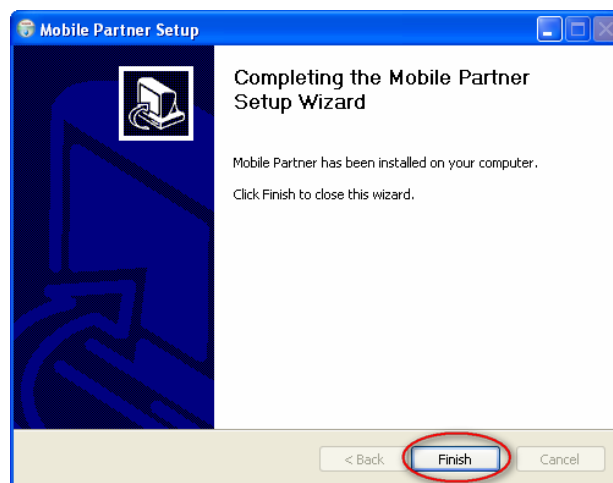 Mobile Partner Setup
Completing the Mobile Partner
Setup Wizard
Mobile Partner has been installed on your computer.
Click Finish to close this wizard.
< Back
Finish
Cancel